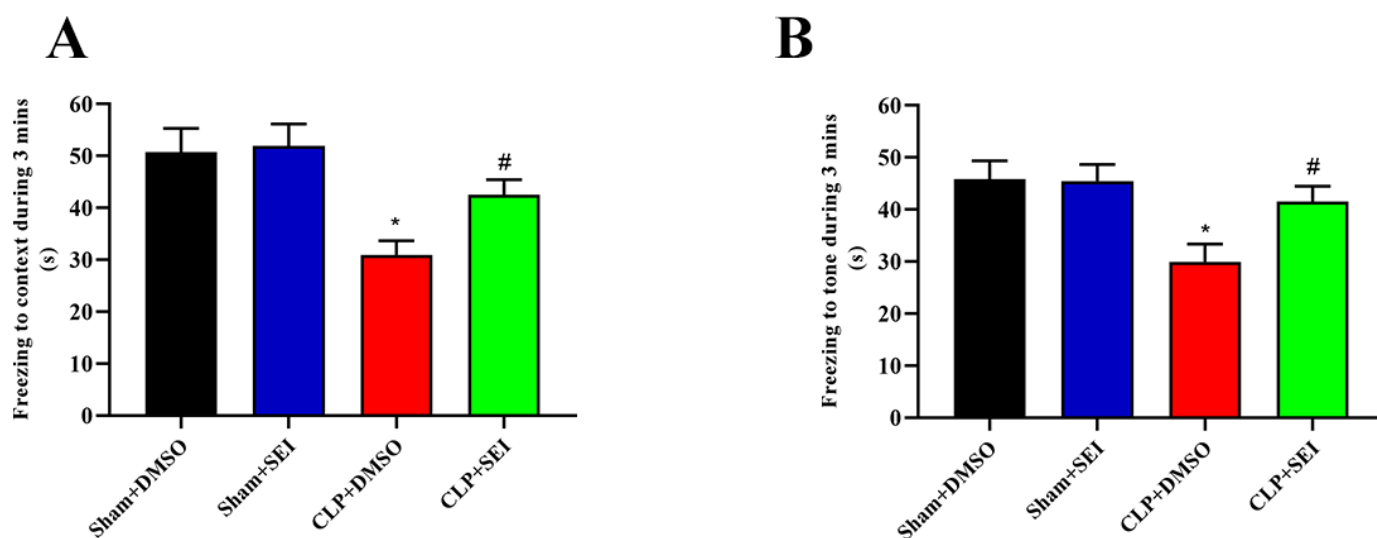 A
Freezing to context during 3 mins
(s)
60
50
40
30
20
10
0
*
#
Sham+DMSO
Sham+SEI
CLP+DMSO
CLP+SEI
B
Freezing to tone during 3 mins
(s)
60
50
40
30
20
10
0
*
#
Sham+DMSO
Sham+SEI
CLP+DMSO
CLP+SEI